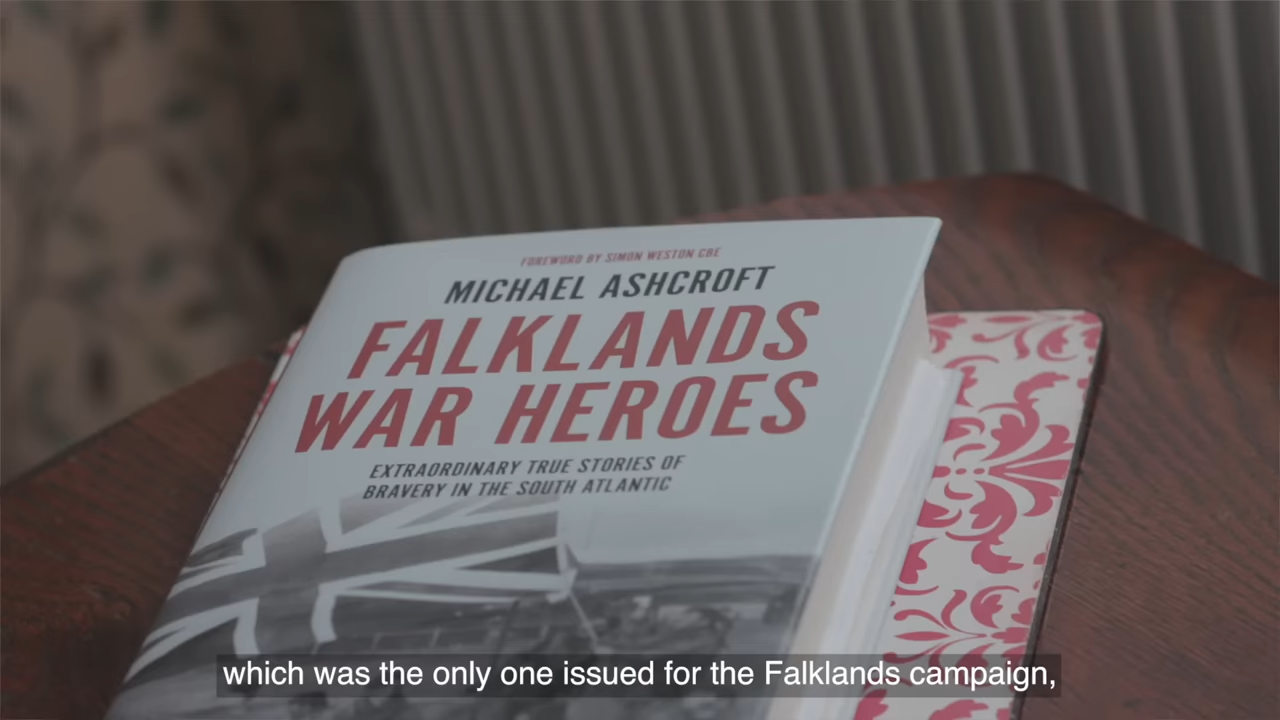 FOREWORD BY SIMON WESTON CBE
MICHAEL ASHCROFT
FALKLANDS
WAR HEROES
EXTRAORDINARY TRUE STORIES OF
BRAVERY IN THE SOUTH ATLANTIC
which was the only one issued for the Falklands campaign,